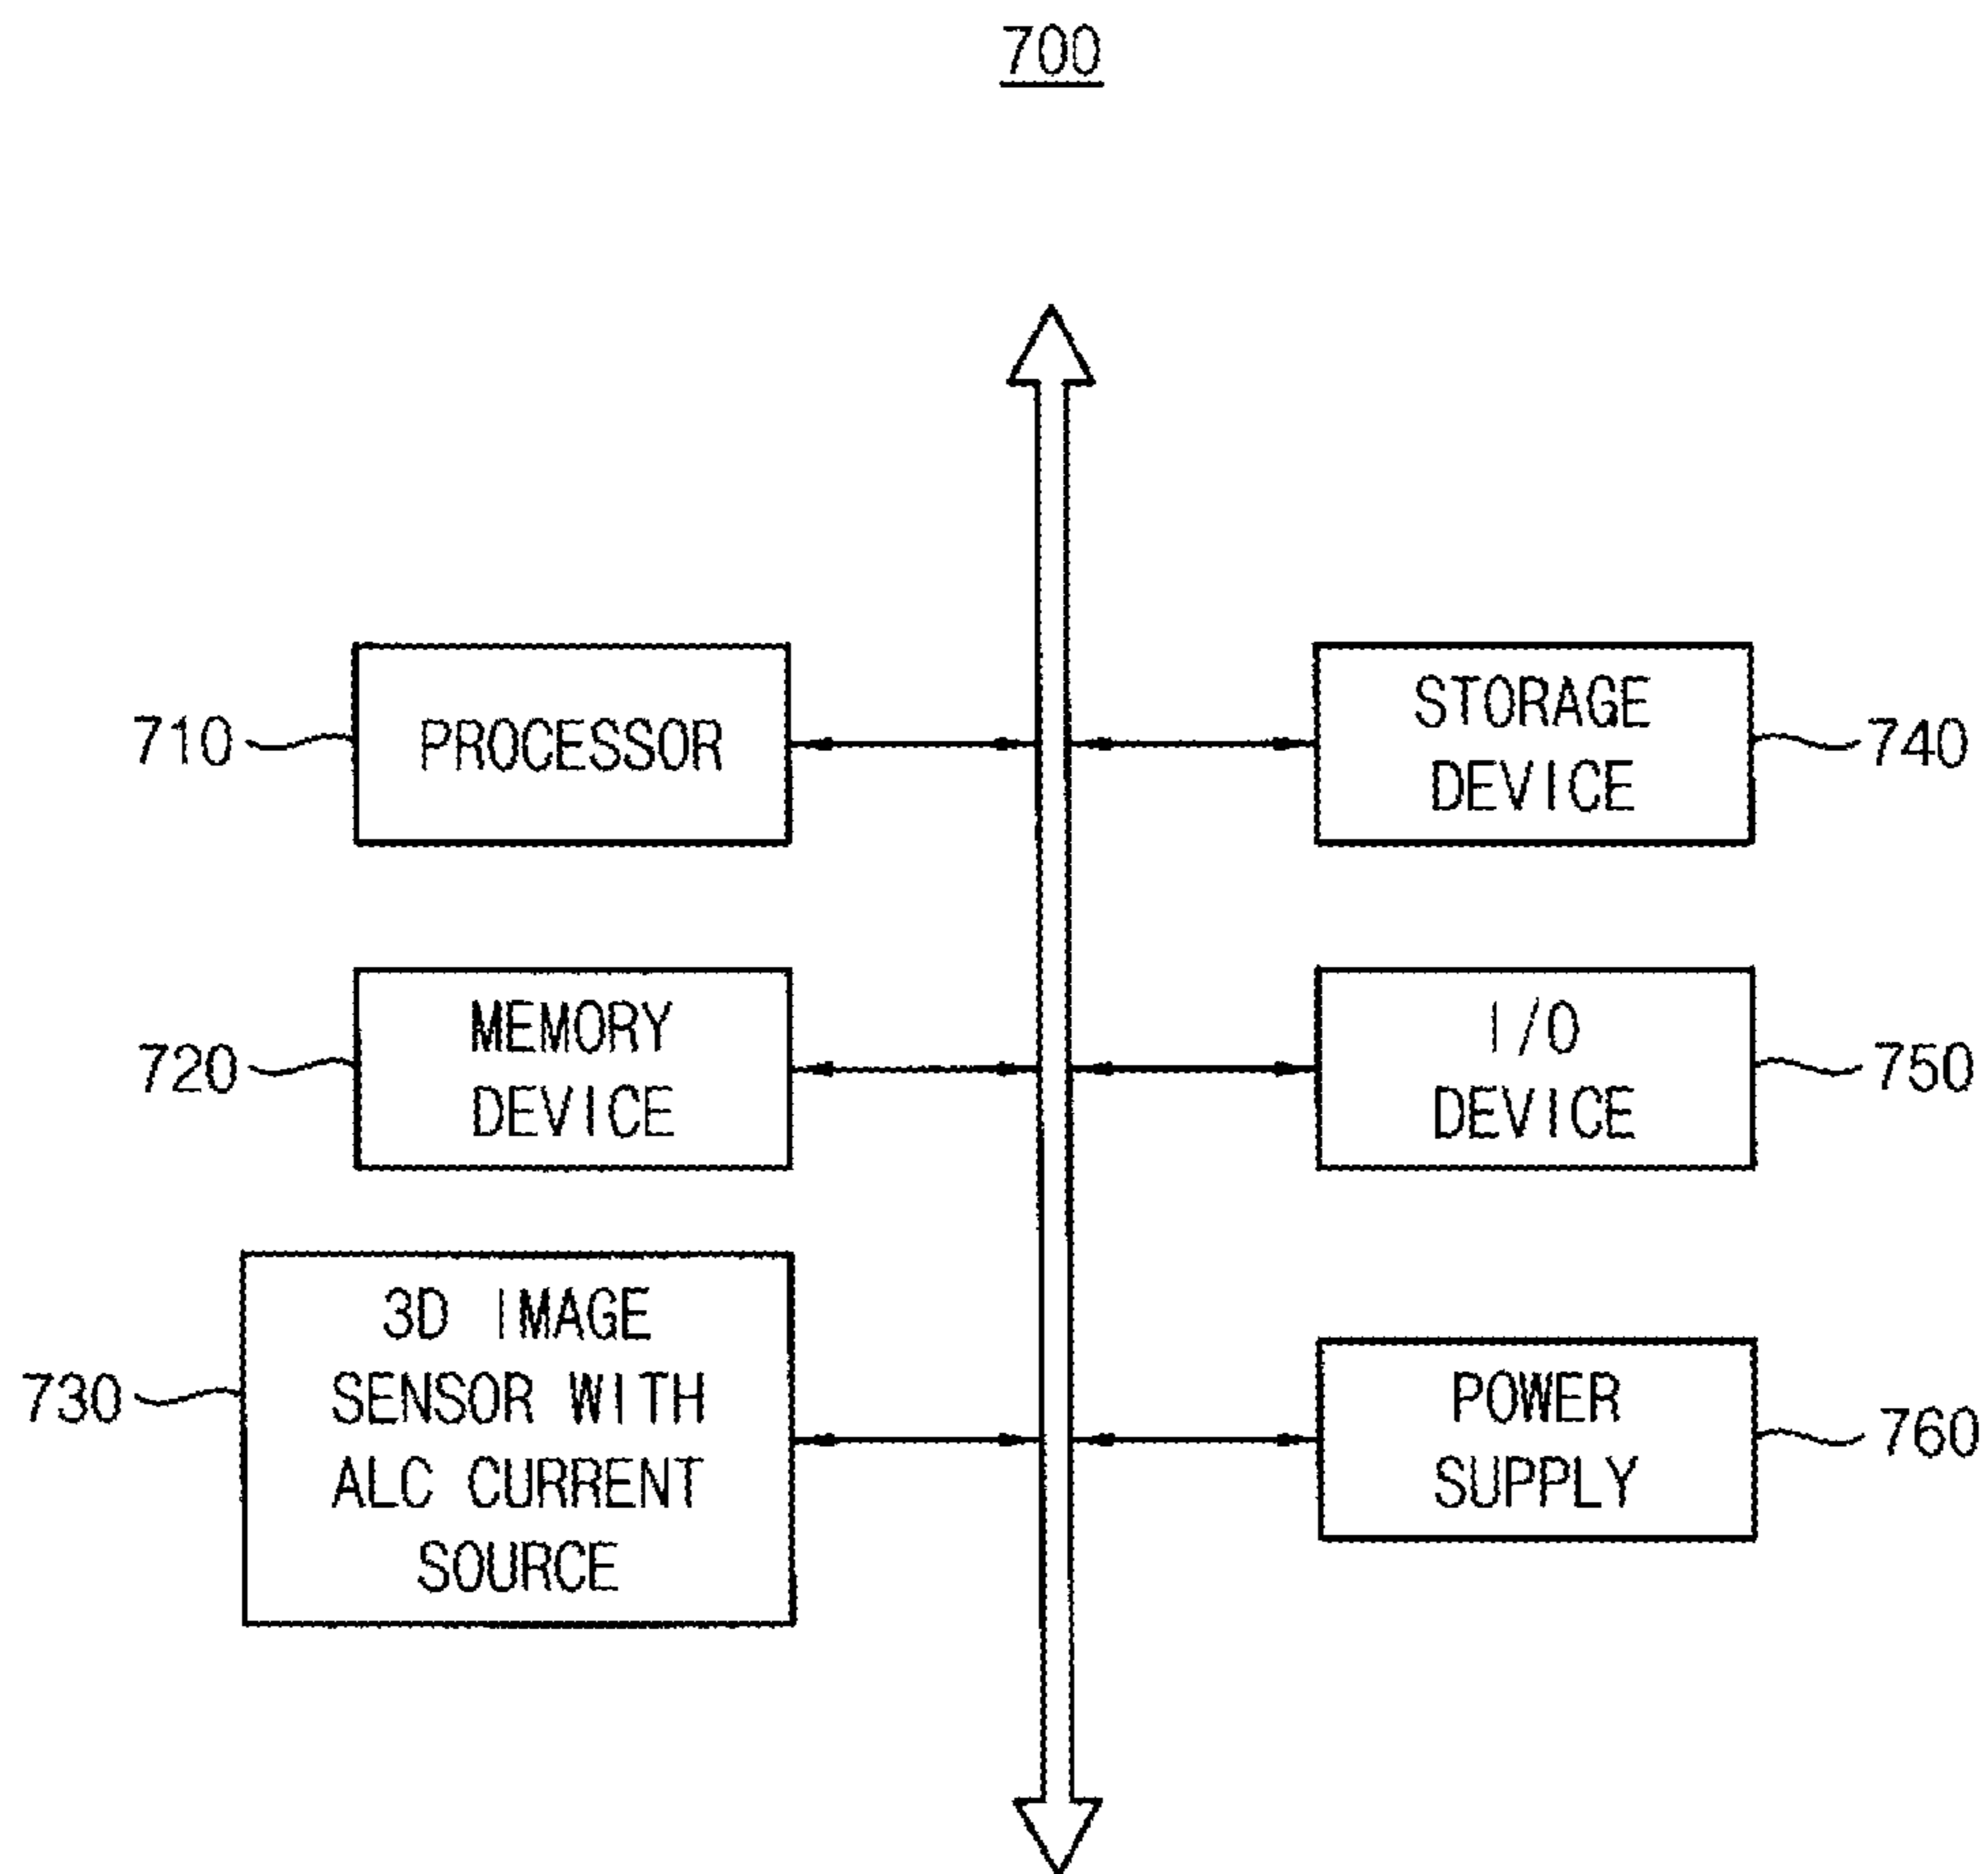 700
710
PROCESSOR
STORAGE
DEVICE
740
720
MEMORY
DEVICE
I/O
DEVICE
750
730
3D IMAGE
SENSOR WITH
ALC CURRENT
SOURCE
POWER
SUPPLY
760